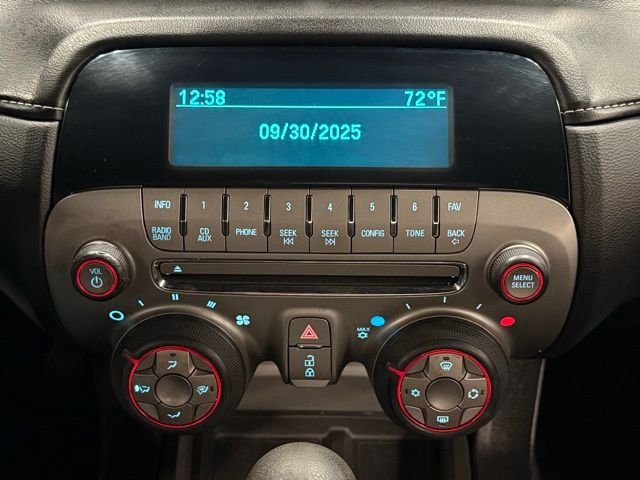 12:58 72°F
09/30/2025
INFO 1 2 3 4 5 6 FAV
RADIO BAND CD AUX PHONE SEEK SEEK CONFIG TONE BACK
VOL
MENU SELECT
MAX